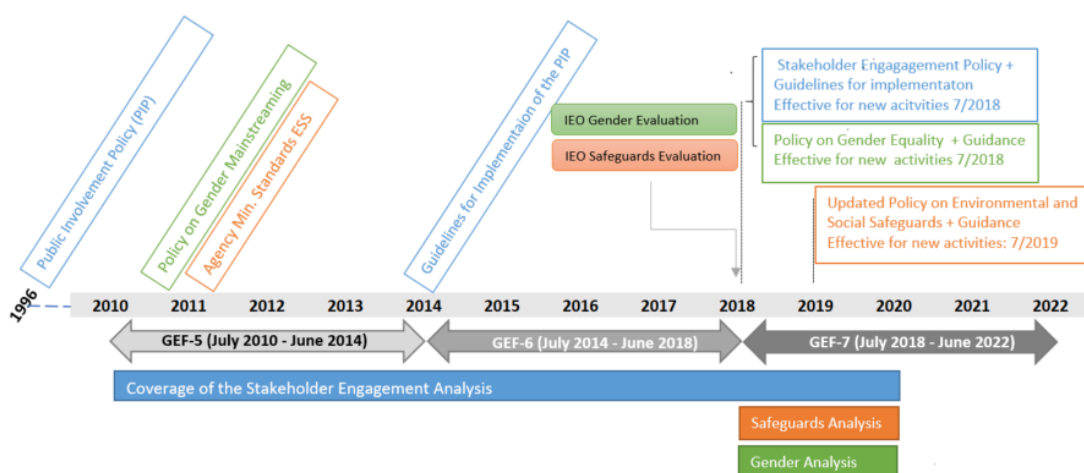 Public Involvement Policy (PIP)
Policy on Gender Mainstreaming
Agency Min. Standards ESS
Guidelines for Implementaion of the PIP
IEO Gender Evaluation
IEO Safeguards Evaluation
Stakeholder Engagagement Policy +
Guidelines for implementaton
Effective for new acitvities 7/2018
Policy on Gender Equality + Guidance
Effective for new activities 7/2018
Updated Policy on Environmental and
Social Safeguards + Guidance
Effective for new activities: 7/2019
1996 2010 2011 2012 2013 2014 2015 2016 2017 2018 2019 2020 2021 2022
GEF-5 (July 2010 - June 2014) GEF-6 (July 2014 - June 2018) GEF-7 (July 2018 - June 2022)
Coverage of the Stakeholder Engagement Analysis
Safeguards Analysis
Gender Analysis